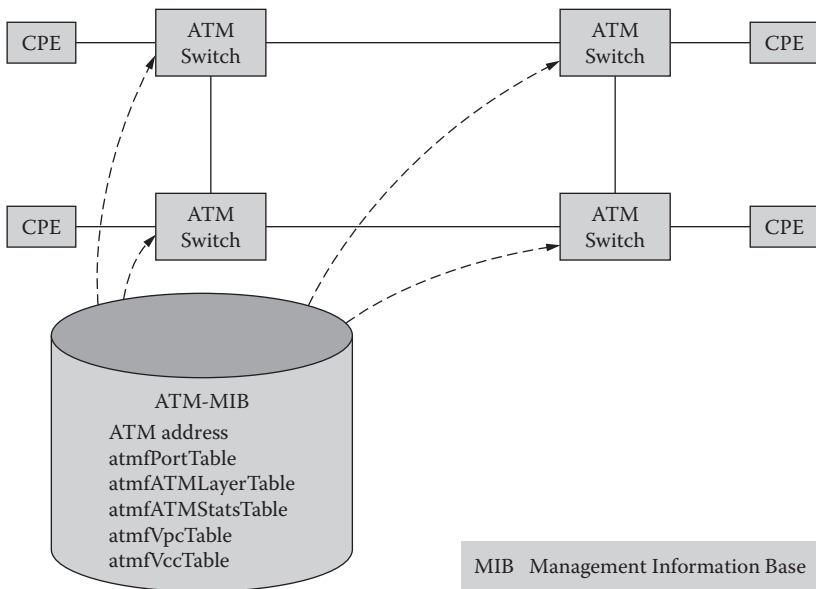 CPE
ATM
Switch
ATM
Switch
CPE
CPE
ATM
Switch
ATM
Switch
CPE
ATM-MIB
ATM address
atmfPortTable
atmfATMLayerTable
atmfATMStatsTable
atmfVpcTable
atmfVccTable
MIB Management Information Base